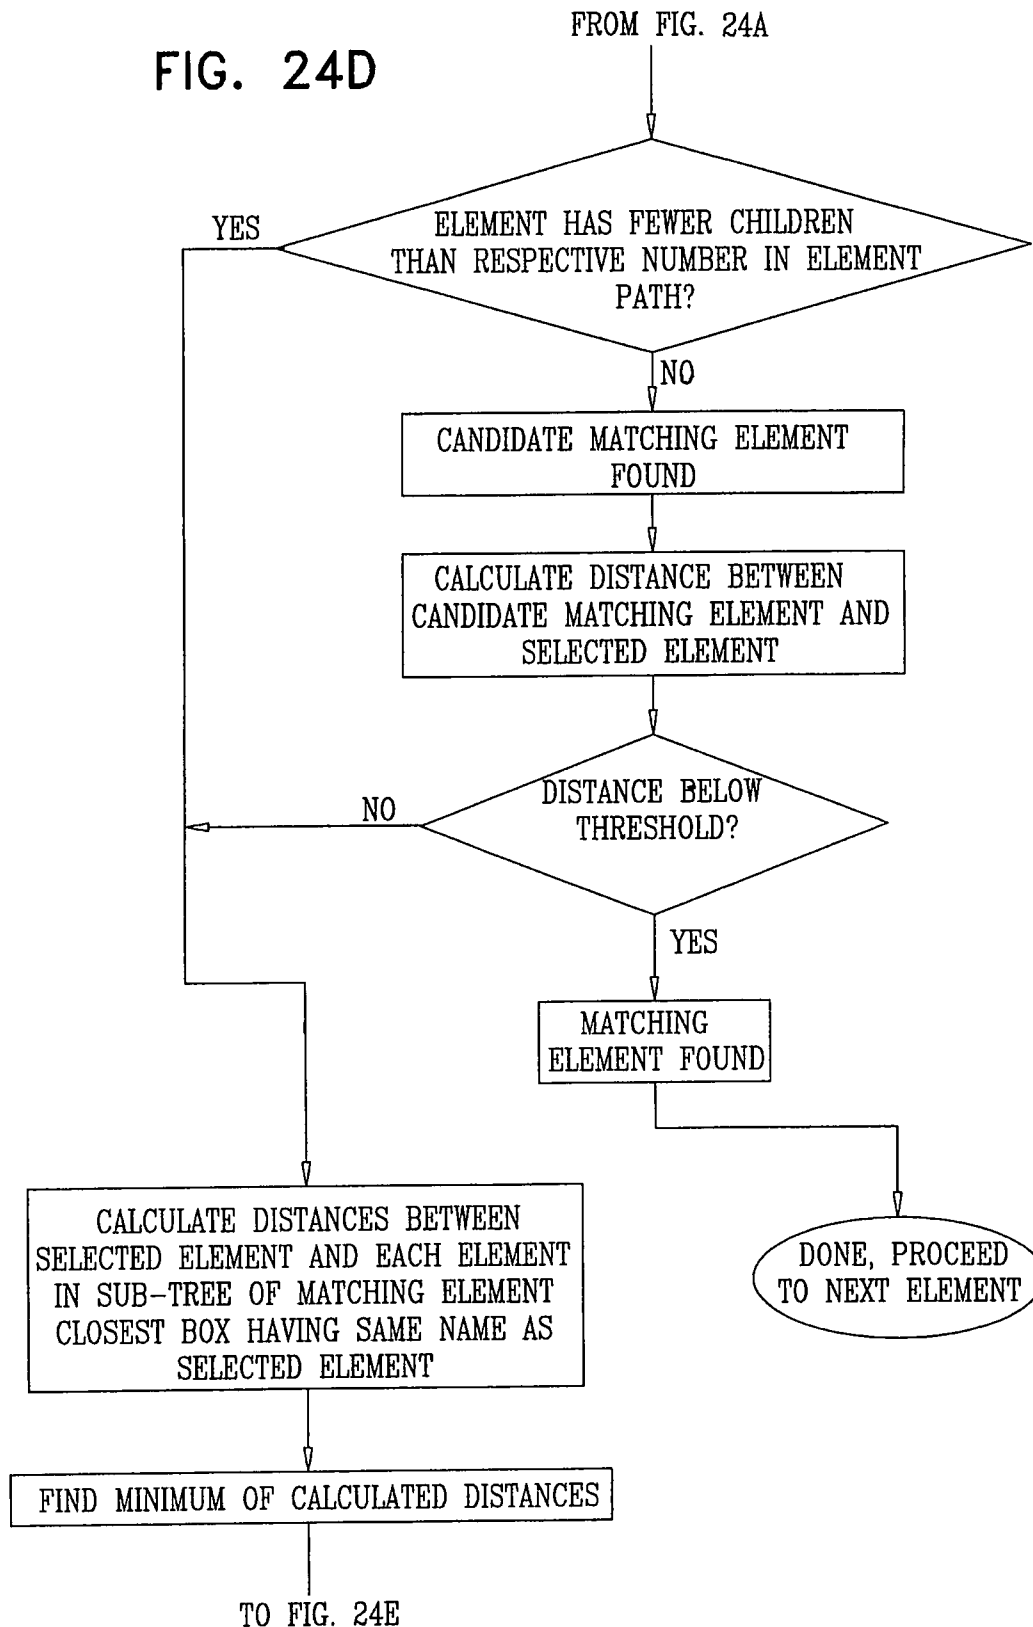 FROM FIG. 24A
FIG. 24D
YES
ELEMENT HAS FEWER CHILDREN
THAN RESPECTIVE NUMBER IN ELEMENT
PATH?
NO
CANDIDATE MATCHING ELEMENT
FOUND
CALCULATE DISTANCE BETWEEN
CANDIDATE MATCHING ELEMENT AND
SELECTED ELEMENT
DISTANCE BELOW
THRESHOLD?
NO
YES
MATCHING
ELEMENT FOUND
CALCULATE DISTANCES BETWEEN
SELECTED ELEMENT AND EACH ELEMENT
IN SUB-TREE OF MATCHING ELEMENT
CLOSEST BOX HAVING SAME NAME AS
SELECTED ELEMENT
DONE, PROCEED
TO NEXT ELEMENT
FIND MINIMUM OF CALCULATED DISTANCES
TO FIG. 24E